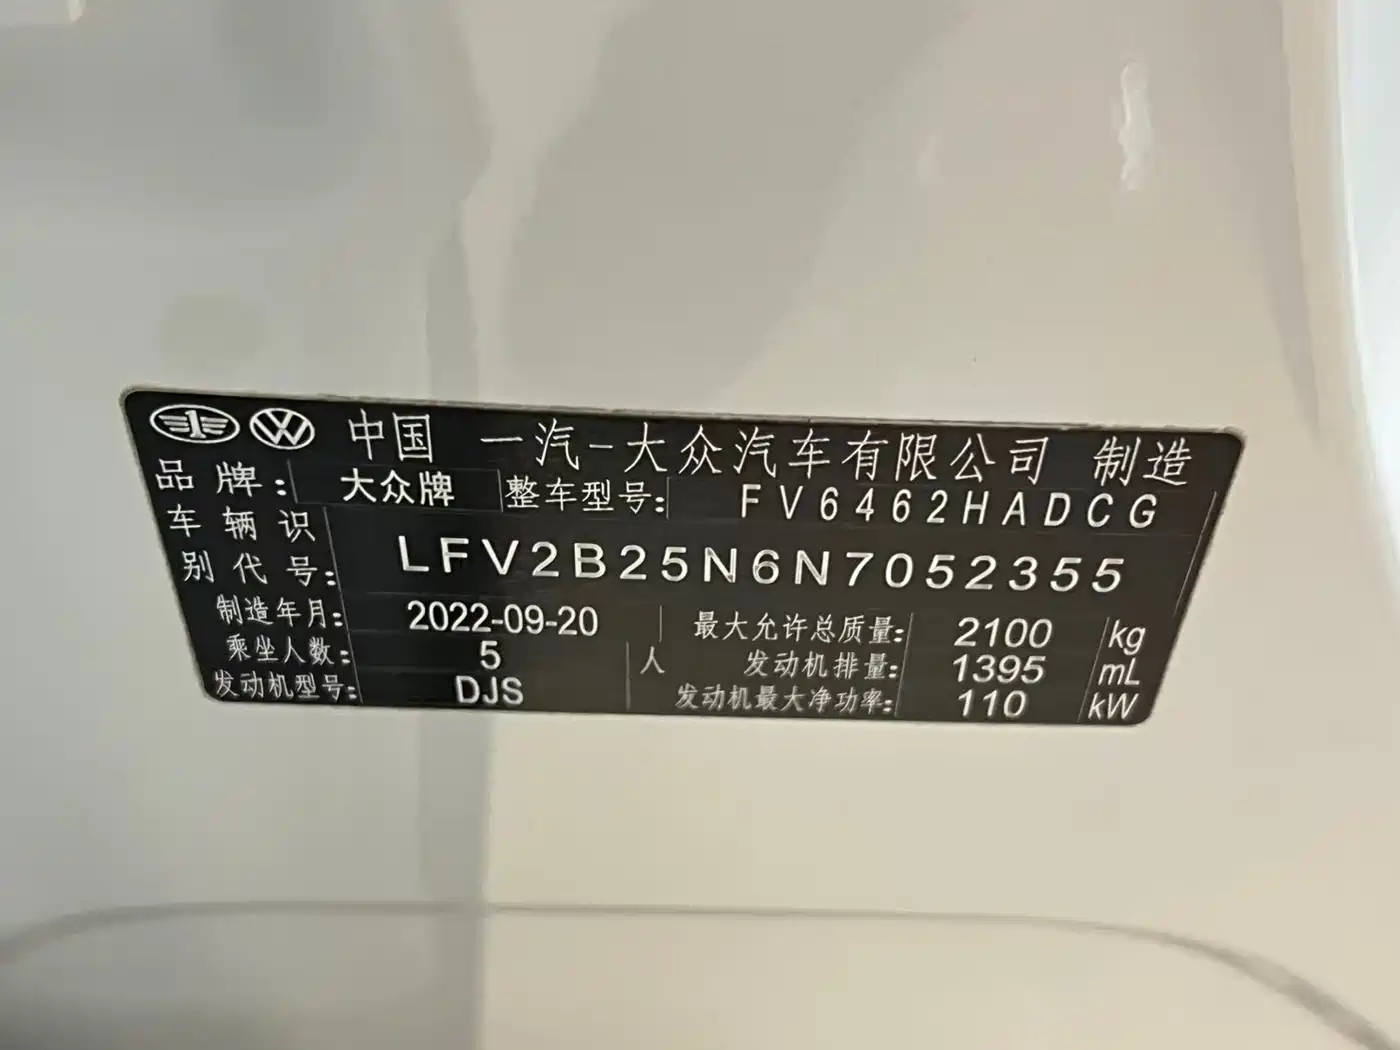 中国 一汽-大众汽车有限公司 制造
品牌: 大众牌 整车型号: FV6462HADCG
车辆识
别代号: LFV2B25N6N7052355
制造年月: 2022-09-20 最大允许总质量: 2100 kg
乘坐人数: 5 人 发动机排量: 1395 mL
发动机型号: DJS 发动机最大净功率: 110 kW